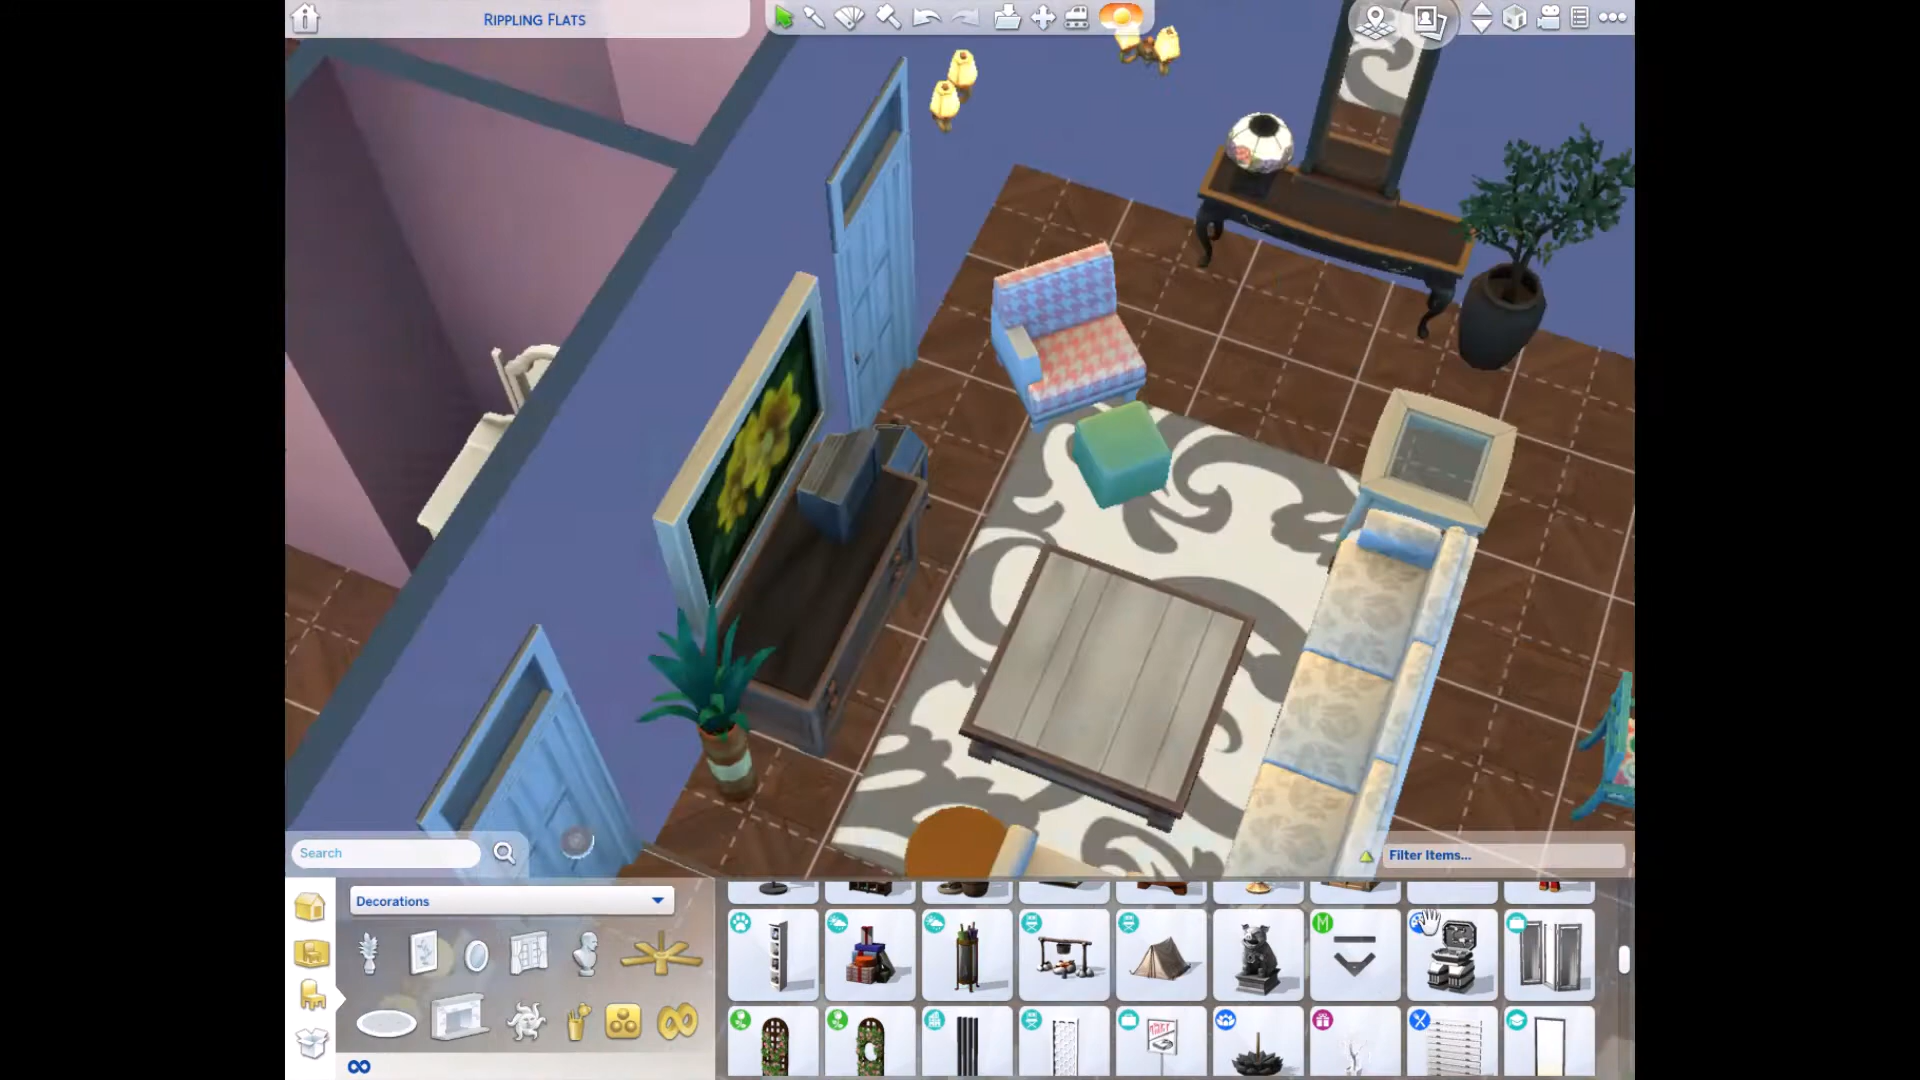 RIPPLING FLATS
Search
Filter Items...
Decorations
M